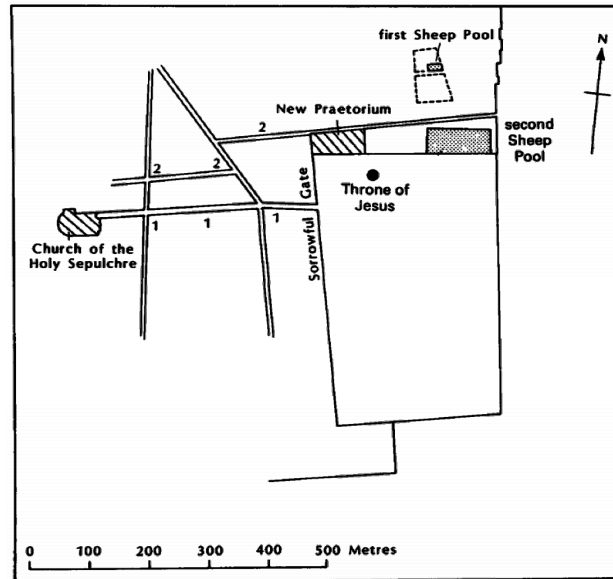 first Sheep Pool
N
New Praetorium
2
second
Sheep
Pool
2
2
Gate
Throne of
Jesus
Church of the
Holy Sepulchre
1
1
1
Sorrowful
0 100 200 300 400 500 Metres